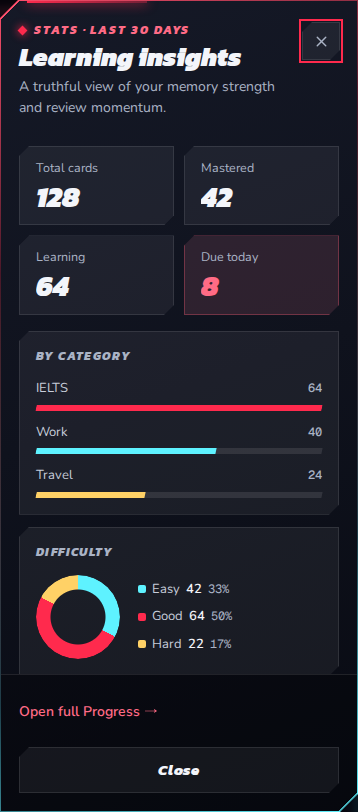 STATS · LAST 30 DAYS
Learning insights
A truthful view of your memory strength
and review momentum.
Total cards
128
Mastered
42
Learning
64
Due today
8
BY CATEGORY
IELTS 64
Work 40
Travel 24
DIFFICULTY
Easy 42 33%
Good 64 50%
Hard 22 17%
Open full Progress →
Close